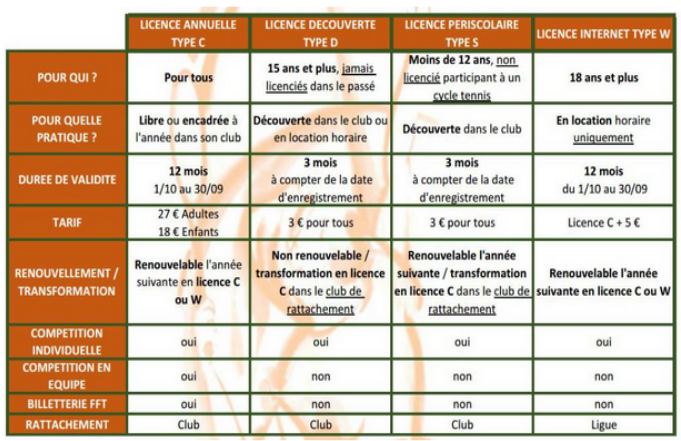 LICENCE ANNUELLE
TYPE C
LICENCE DECOUVERTE
TYPE D
LICENCE PERISCOLAIRE
TYPE S
LICENCE INTERNET TYPE W
POUR QUI ?
Pour tous
15 ans et plus, jamais
licenciés dans le passé
Moins de 12 ans, non
licencié participant à un
cycle tennis
18 ans et plus
POUR QUELLE
PRATIQUE ?
Libre ou encadrée à
l'année dans son club
Découverte dans le club ou
en location horaire
Découverte dans le club
En location horaire
uniquement
DUREE DE VALIDITE
12 mois
1/10 au 30/09
3 mois
à compter de la date
d'enregistrement
3 mois
à compter de la date
d'enregistrement
12 mois
du 1/10 au 30/09
TARIF
27 € Adultes
18 € Enfants
3 € pour tous
3 € pour tous
Licence C + 5 €
RENOUVELLEMENT /
TRANSFORMATION
Renouvelable l'année
suivante en licence C
ou W
Non renouvelable /
transformation en licence
C dans le club de
rattachement
Renouvelable l'année
suivante / transformation
en licence C dans le club de
rattachement
Renouvelable l'année
suivante en licence C ou W
COMPETITION
INDIVIDUELLE
oui
oui
oui
oui
COMPETITION EN
EQUIPE
oui
non
non
non
BILLETTERIE FFT
oui
non
non
non
RATTACHEMENT
Club
Club
Club
Ligue